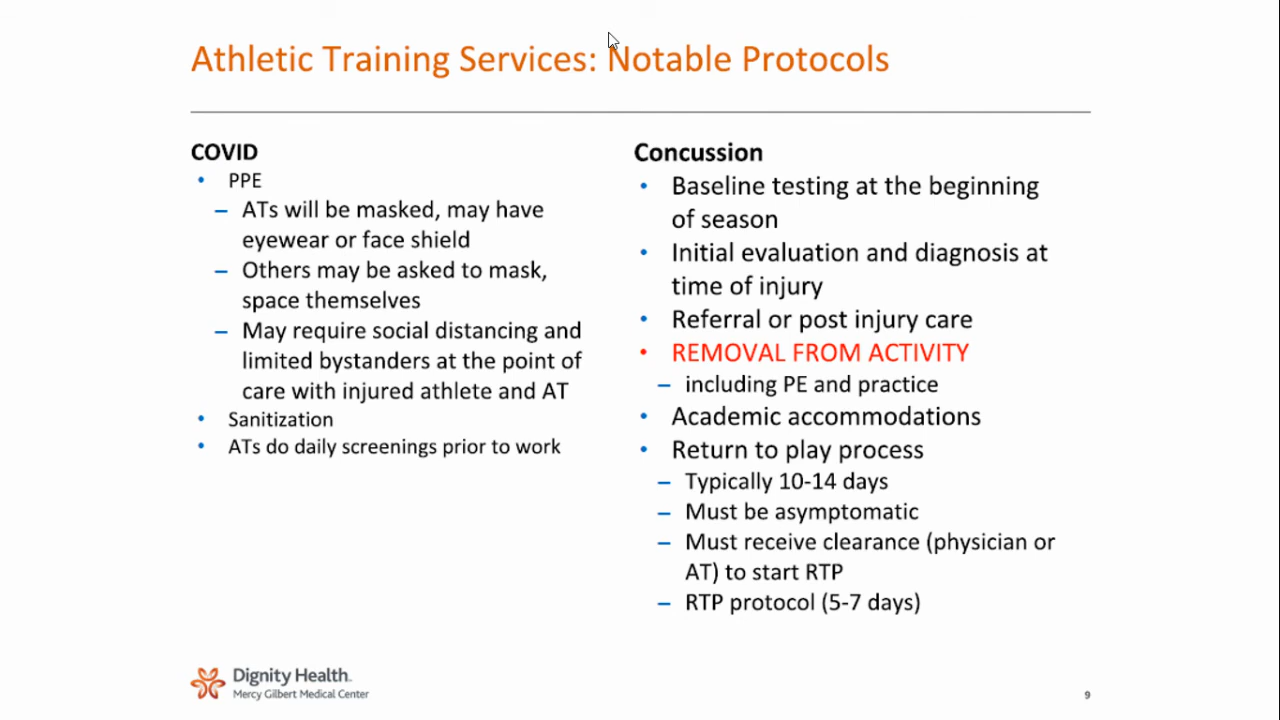 Athletic Training Services: Notable Protocols
COVID
• PPE
– ATs will be masked, may have
eyewear or face shield
– Others may be asked to mask,
space themselves
– May require social distancing and
limited bystanders at the point of
care with injured athlete and AT
• Sanitization
• ATs do daily screenings prior to work
Concussion
• Baseline testing at the beginning
of season
• Initial evaluation and diagnosis at
time of injury
• Referral or post injury care
• REMOVAL FROM ACTIVITY
– including PE and practice
• Academic accommodations
• Return to play process
– Typically 10-14 days
– Must be asymptomatic
– Must receive clearance (physician or
AT) to start RTP
– RTP protocol (5-7 days)
Dignity Health.
Mercy Gilbert Medical Center
9